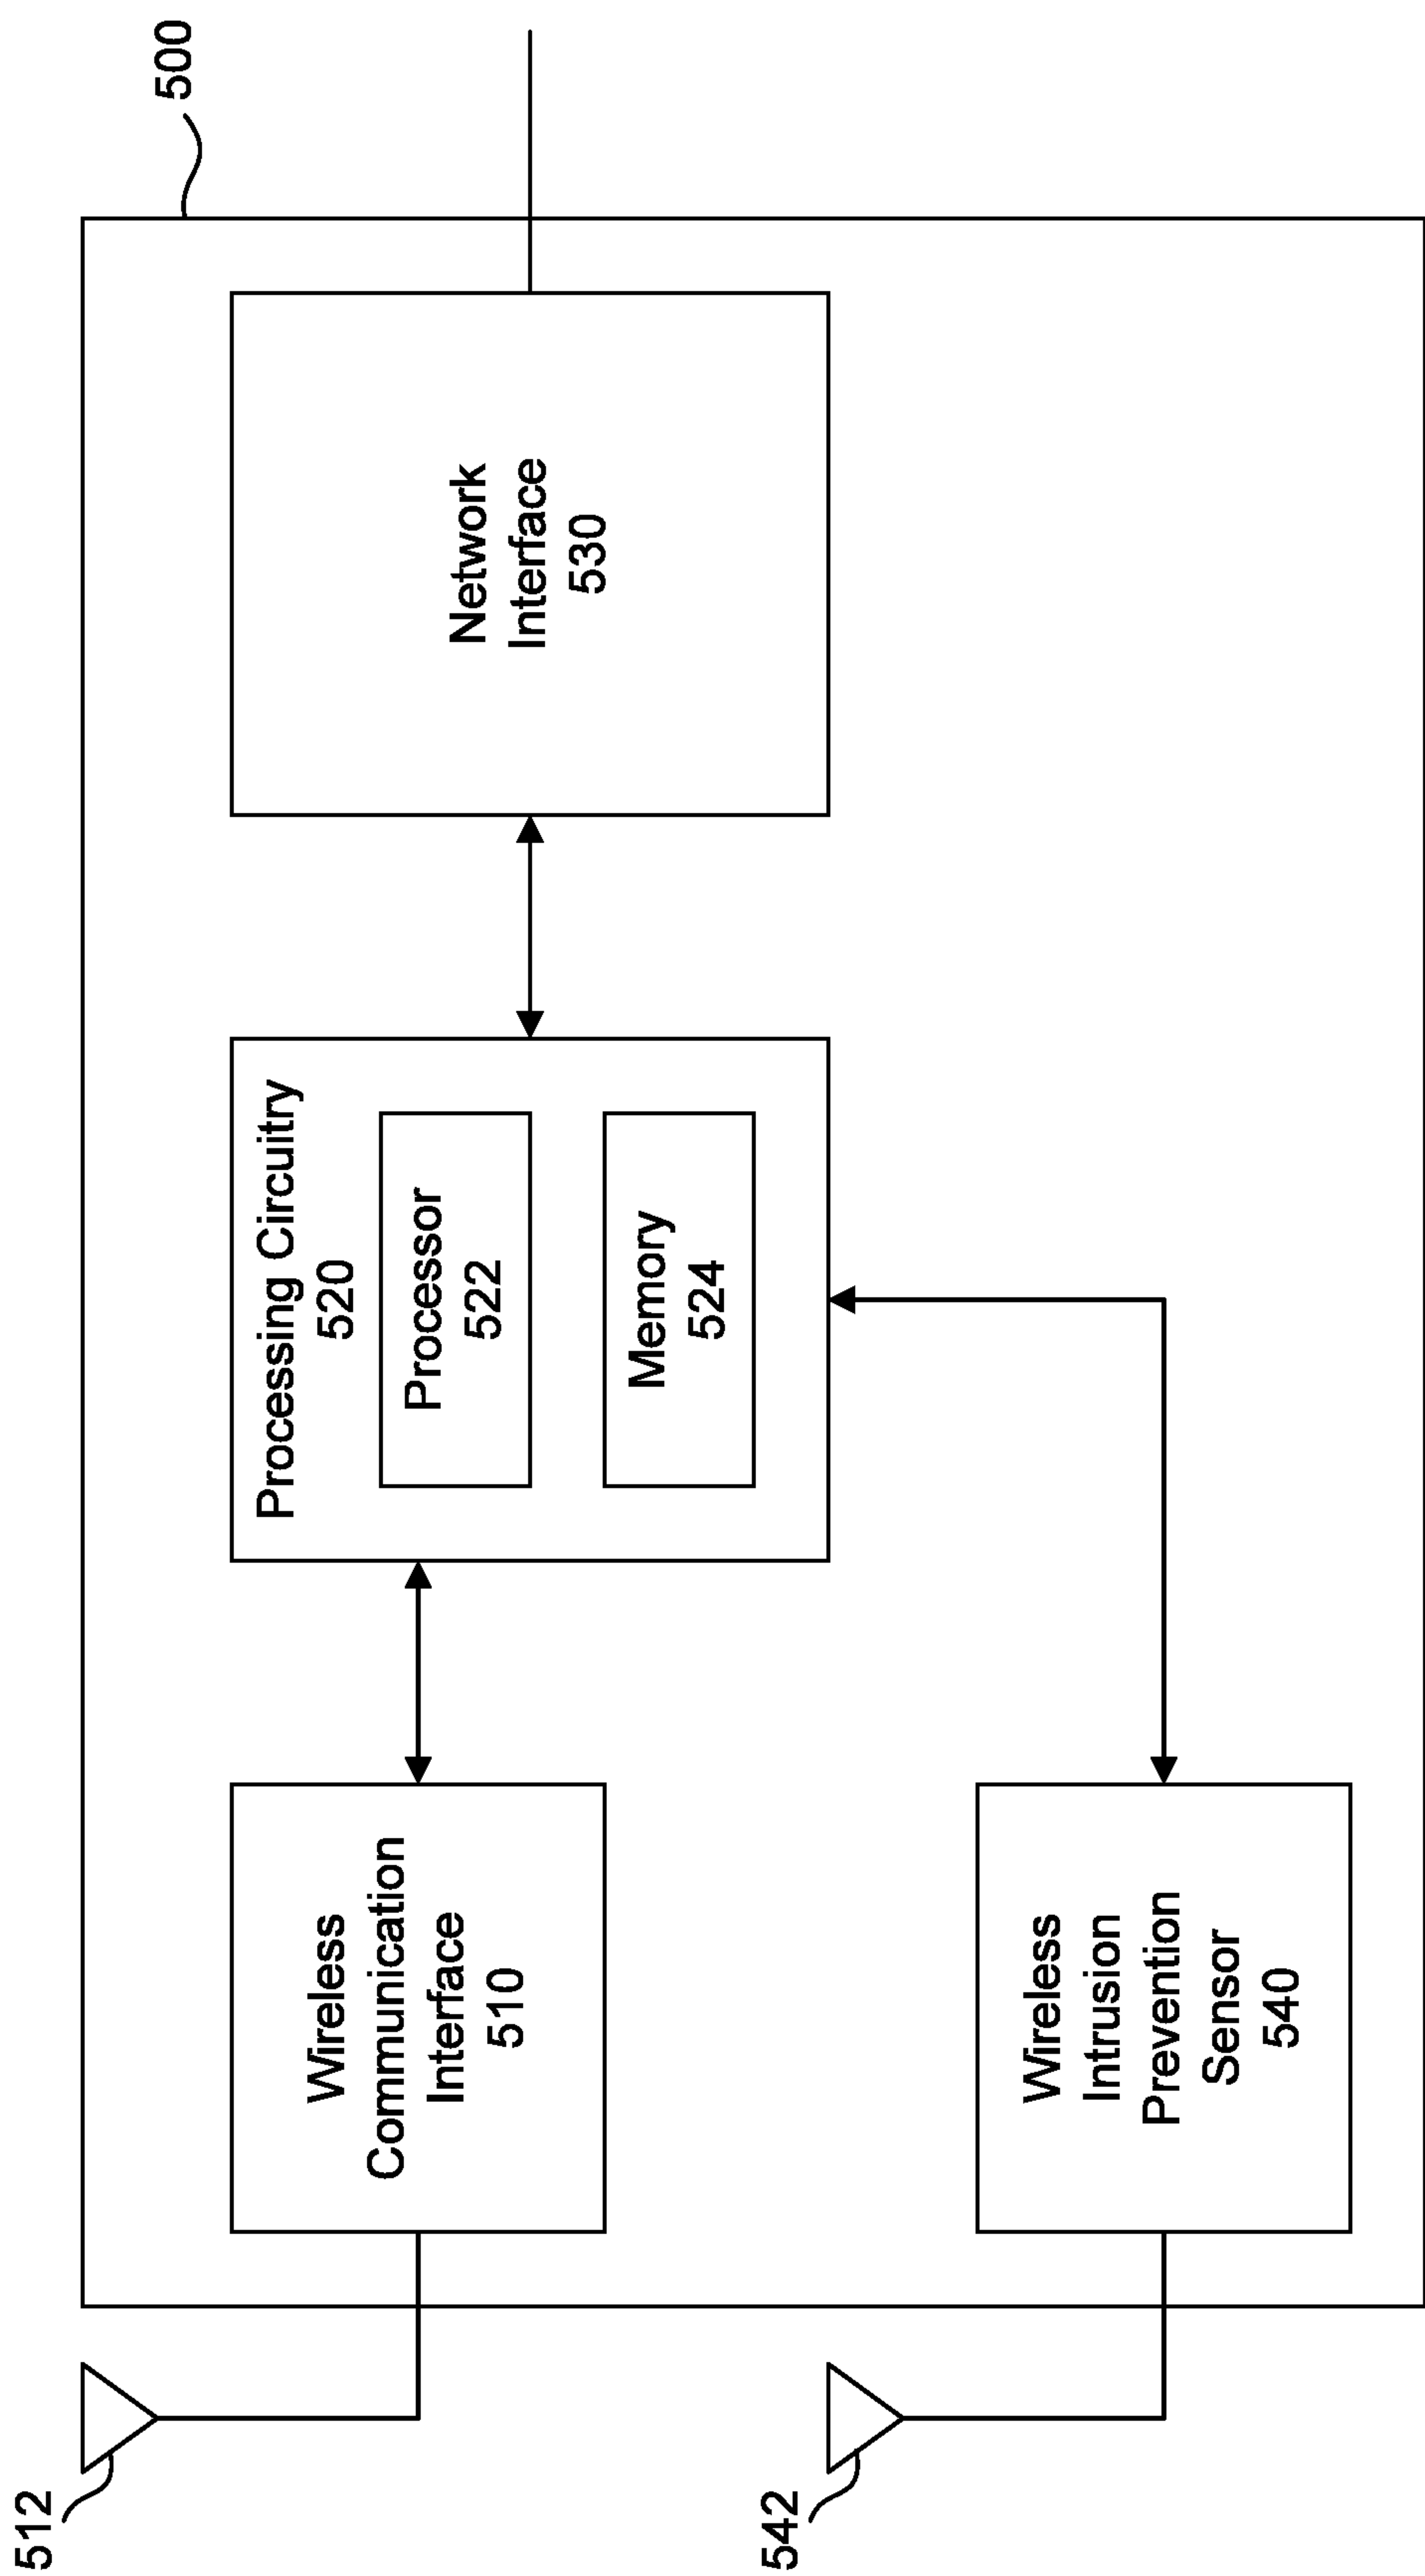 500
512
Wireless
Communication
Interface
510
Processing Circuitry
520
Processor
522
Memory
524
Network
Interface
530
542
Wireless
Intrusion
Prevention
Sensor
540